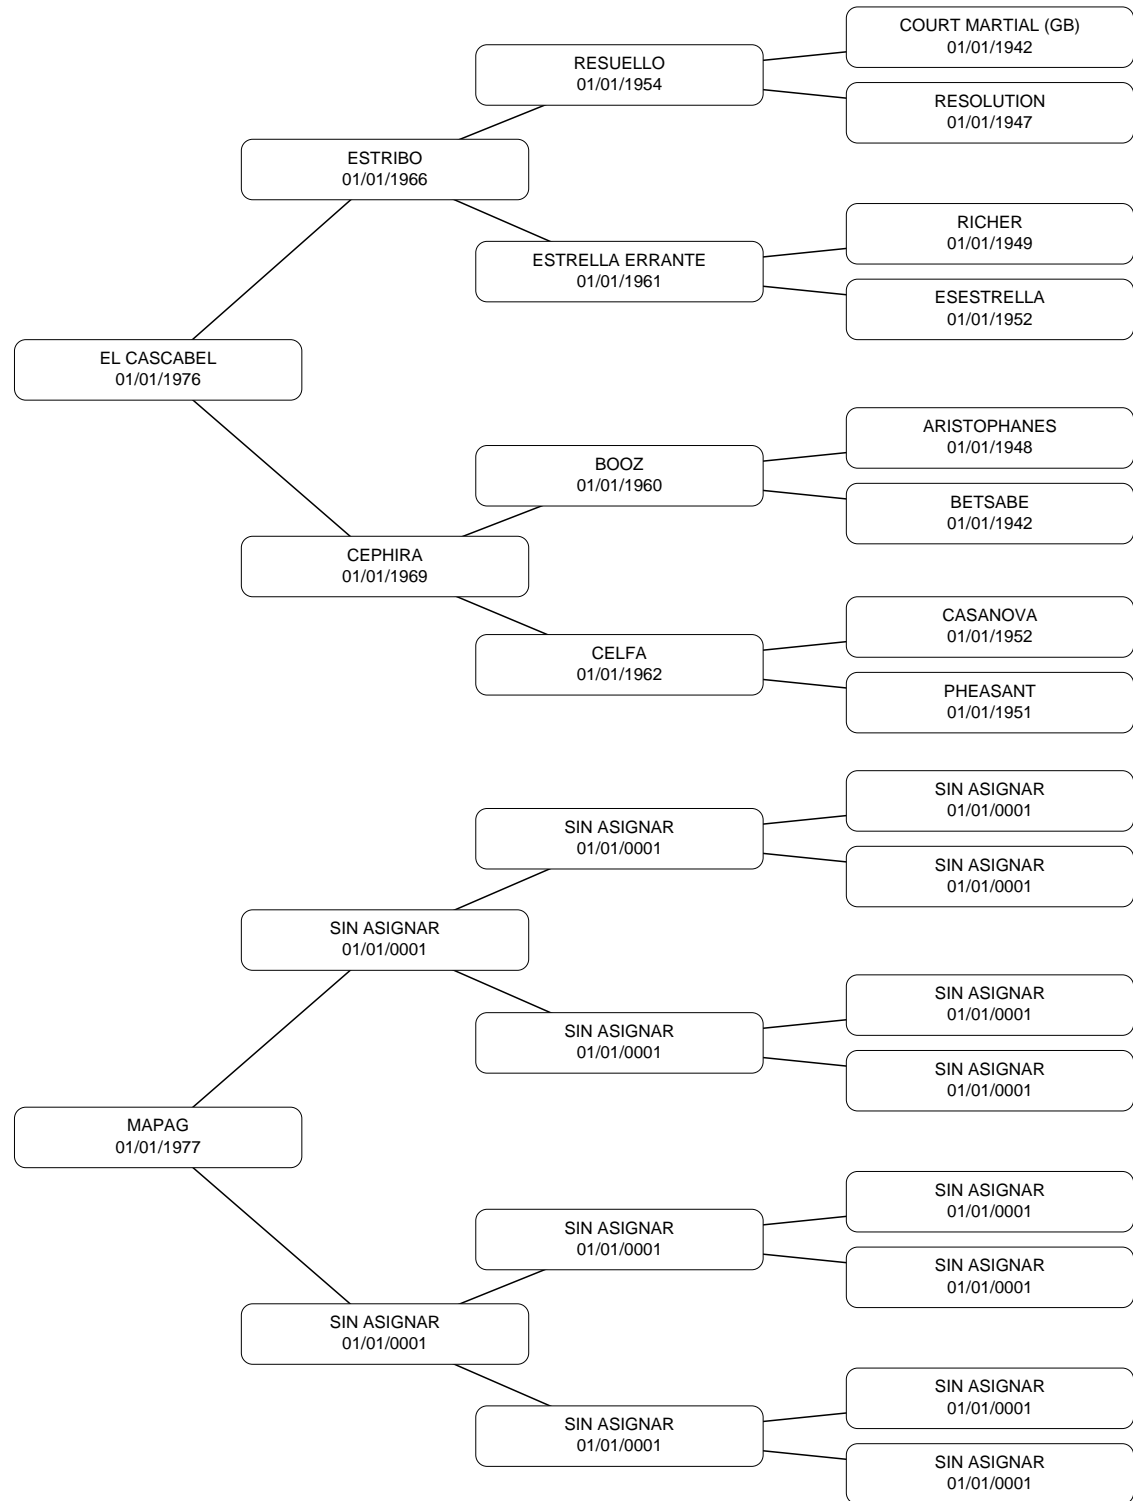 COURT MARTIAL (GB)
01/01/1942
RESUELLO
01/01/1954
RESOLUTION
01/01/1947
ESTRIBO
01/01/1966
RICHER
01/01/1949
ESTRELLA ERRANTE
01/01/1961
ESESTRELLA
01/01/1952
EL CASCABEL
01/01/1976
ARISTOPHANES
01/01/1948
BOOZ
01/01/1960
BETSABE
01/01/1942
CEPHIRA
01/01/1969
CASANOVA
01/01/1952
CELFA
01/01/1962
PHEASANT
01/01/1951
SIN ASIGNAR
01/01/0001
SIN ASIGNAR
01/01/0001
SIN ASIGNAR
01/01/0001
SIN ASIGNAR
01/01/0001
SIN ASIGNAR
01/01/0001
SIN ASIGNAR
01/01/0001
SIN ASIGNAR
01/01/0001
MAPAG
01/01/1977
SIN ASIGNAR
01/01/0001
SIN ASIGNAR
01/01/0001
SIN ASIGNAR
01/01/0001
SIN ASIGNAR
01/01/0001
SIN ASIGNAR
01/01/0001
SIN ASIGNAR
01/01/0001
SIN ASIGNAR
01/01/0001